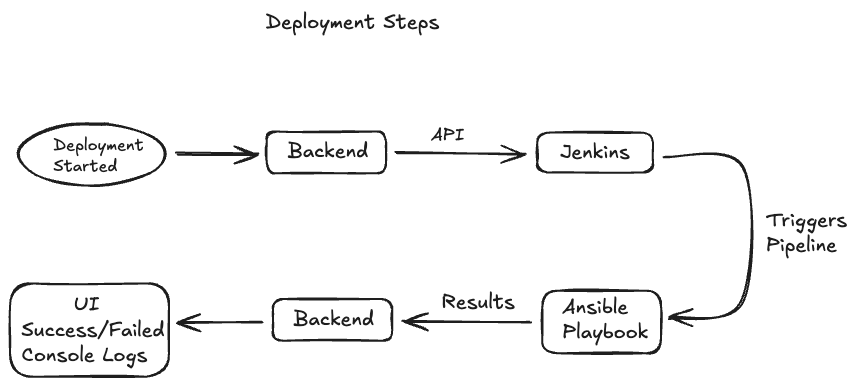 Deployment Steps
Deployment
Started
Backend
API
Jenkins
Triggers
Pipeline
Ansible
Playbook
Results
Backend
UI
Success/Failed
Console Logs